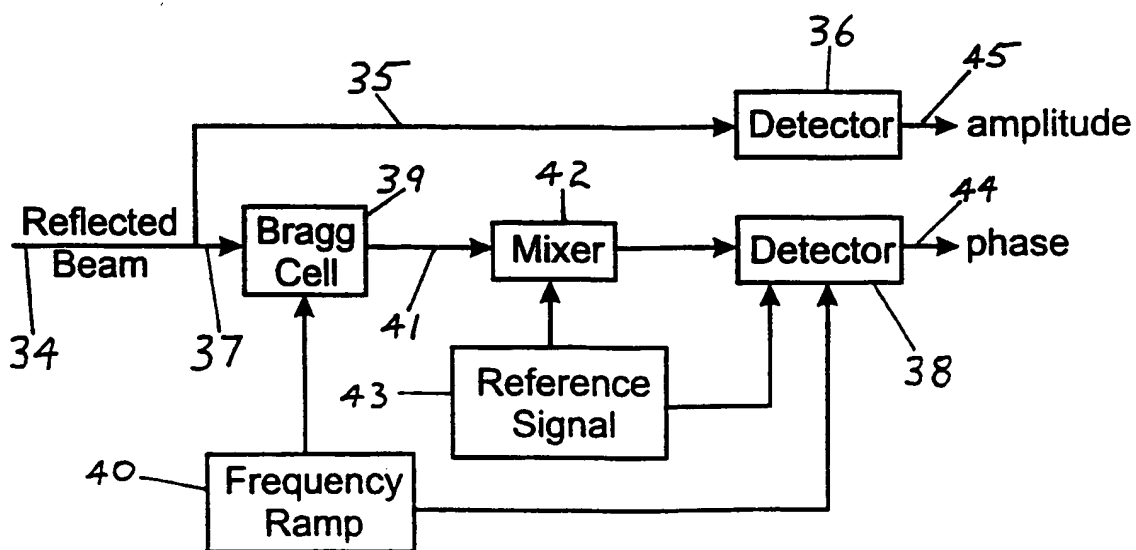 36
45
35
Detector
amplitude
39
42
44
Reflected
Beam
Bragg
Cell
Mixer
Detector
phase
34
37
41
38
43
Reference
Signal
40
Frequency
Ramp